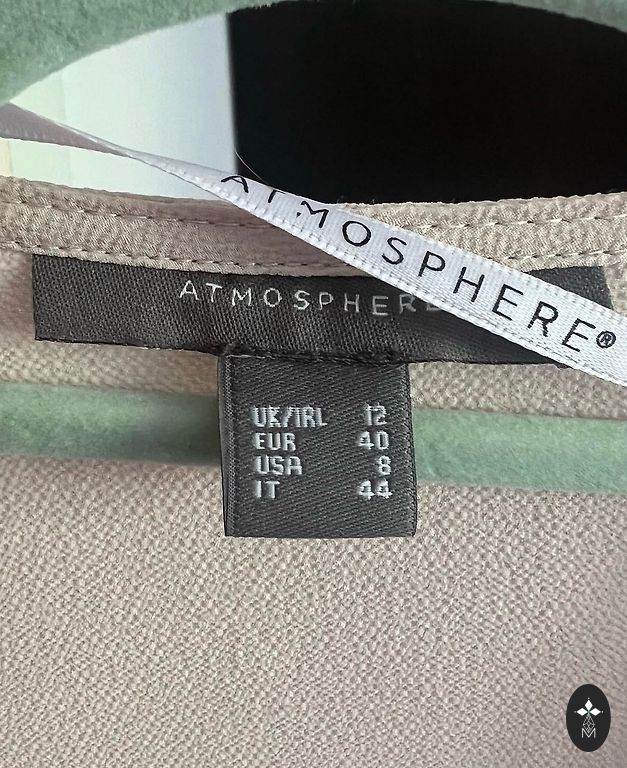 ATMOSPHERE®
ATMOSPHERE
UK/IRL 12
EUR 40
USA 8
IT 44
M